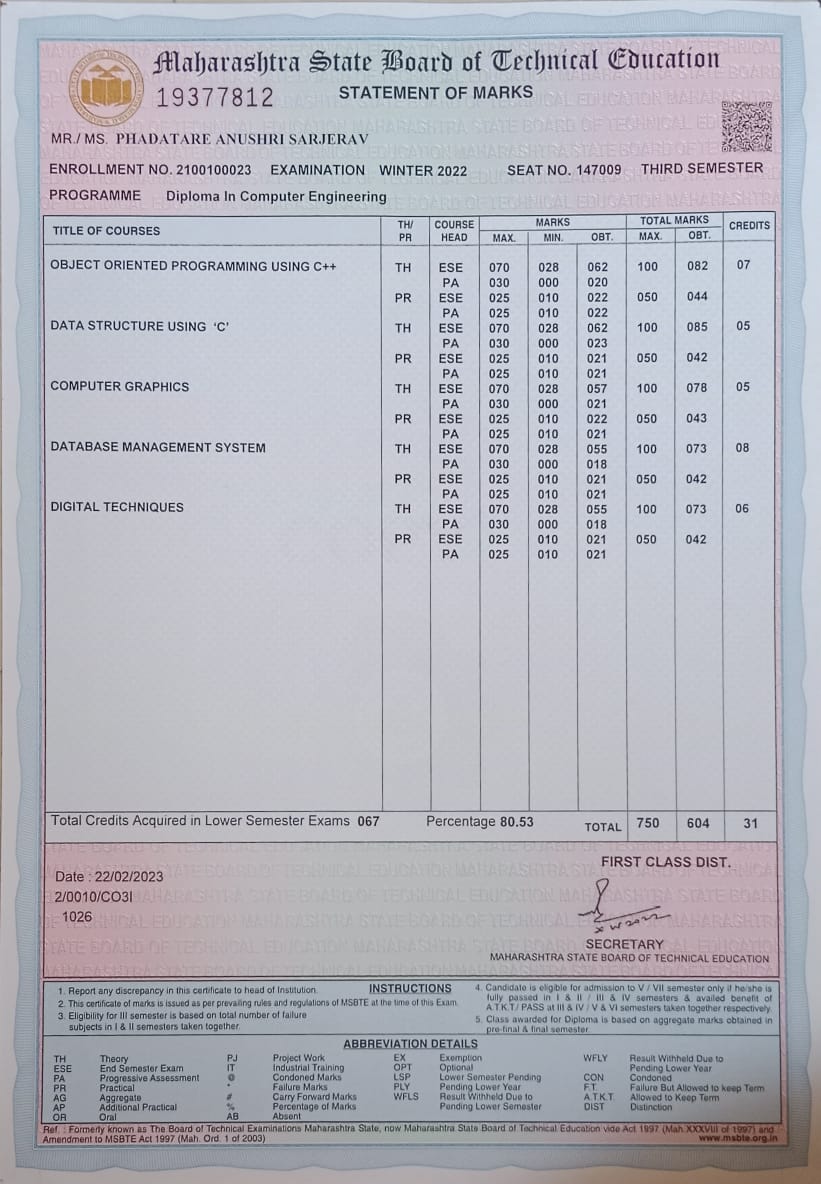 Maharashtra State Board of Technical Education
19377812 STATEMENT OF MARKS
MR./ MS. PHADATARE ANUSHRI SARJERAV
ENROLLMENT NO. 2100100023 EXAMINATION WINTER 2022 SEAT NO. 147009 THIRD SEMESTER
PROGRAMME Diploma In Computer Engineering
TITLE OF COURSES TH/ PR COURSE HEAD MARKS MAX. MIN. OBT. TOTAL MARKS MAX. OBT. CREDITS
OBJECT ORIENTED PROGRAMMING USING C++ TH ESE 070 028 062 100 082 07
PA 030 000 020
PR ESE 025 010 022 050 044
PA 025 010 022
DATA STRUCTURE USING 'C' TH ESE 070 028 062 100 085 05
PA 030 000 023
PR ESE 025 010 021 050 042
PA 025 010 021
COMPUTER GRAPHICS TH ESE 070 028 057 100 078 05
PA 030 000 021
PR ESE 025 010 022 050 043
PA 025 010 021
DATABASE MANAGEMENT SYSTEM TH ESE 070 028 055 100 073 08
PA 030 000 018
PR ESE 025 010 021 050 042
PA 025 010 021
DIGITAL TECHNIQUES TH ESE 070 028 055 100 073 06
PA 030 000 018
PR ESE 025 010 021 050 042
PA 025 010 021
Total Credits Acquired in Lower Semester Exams 067 Percentage 80.53 TOTAL 750 604 31
FIRST CLASS DIST.
Date : 22/02/2023
2/0010/CO3I
- 1026
SECRETARY
MAHARASHTRA STATE BOARD OF TECHNICAL EDUCATION
INSTRUCTIONS
1. Report any discrepancy in this certificate to head of Institution.
2. This certificate of marks is issued as per prevailing rules and regulations of MSBTE at the time of this Exam.
3. Eligibility for III semester is based on total number of failure
subjects in I & II semesters taken together.
4. Candidate is eligible for admission to V / VII semester only if he/she is
fully passed in I & II / III & IV semesters & availed benefit of
A.T.K.T./ PASS at III & IV / V & VI semesters taken together respectively.
5. Class awarded for Diploma is based on aggregate marks obtained in
pre-final & final semester.
ABBREVIATION DETAILS
TH Theory PJ Project Work EX Exemption WFLY Result Withheld Due to
ESE End Semester Exam IT Industrial Training OPT Optional Pending Lower Year
PA Progressive Assessment @ Condoned Marks LSP Lower Semester Pending CON Condoned
PR Practical * Failure Marks PLY Pending Lower Year F.T. Failure But Allowed to keep Term
AG Aggregate # Carry Forward Marks WFLS Result Withheld Due to A.T.K.T. Allowed to Keep Term
AP Additional Practical % Percentage of Marks Pending Lower Semester DIST Distinction
OR Oral AB Absent
Ref. : Formerly known as The Board of Technical Examinations Maharashtra State, now Maharashtra State Board of Technical Education vide Act 1997 (Mah XXXVIII of 1997) and
Amendment to MSBTE Act 1997 (Mah. Ord. 1 of 2003) www.msbte.org.in